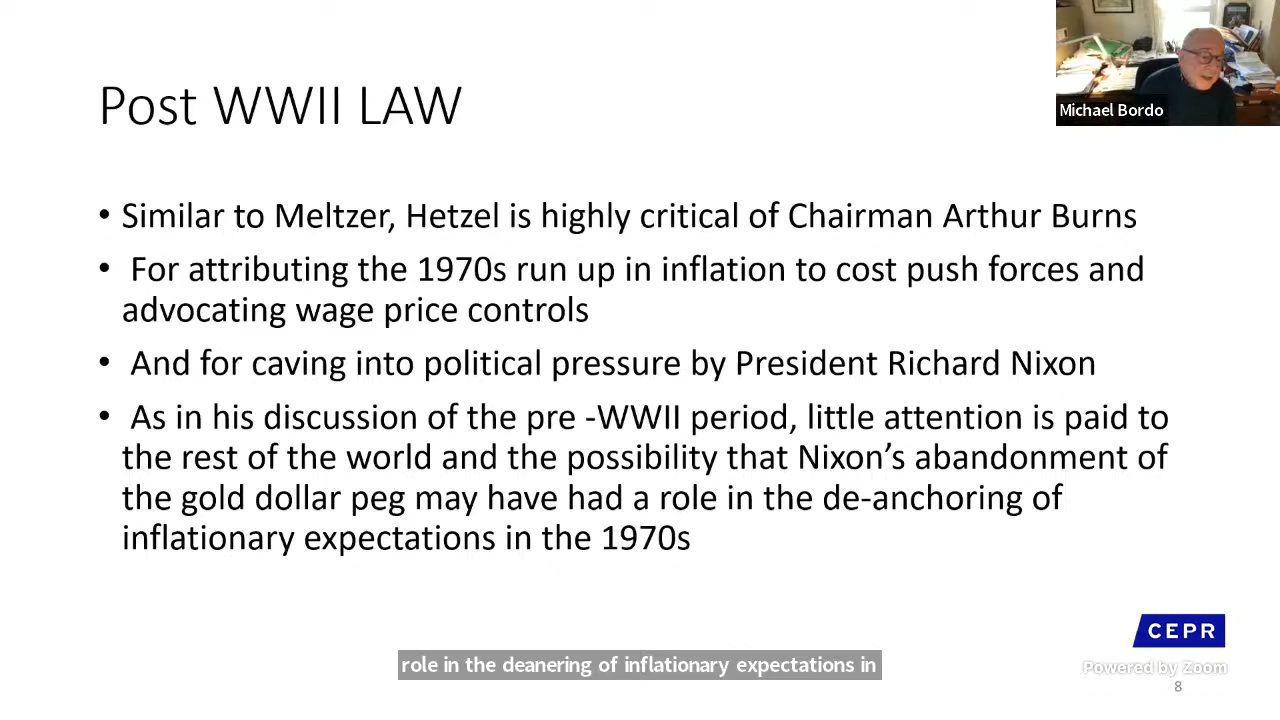 Michael Bordo
Post WWII LAW
• Similar to Meltzer, Hetzel is highly critical of Chairman Arthur Burns
• For attributing the 1970s run up in inflation to cost push forces and
advocating wage price controls
• And for caving into political pressure by President Richard Nixon
• As in his discussion of the pre -WWII period, little attention is paid to
the rest of the world and the possibility that Nixon’s abandonment of
the gold dollar peg may have had a role in the de-anchoring of
inflationary expectations in the 1970s
CEPR
role in the deanering of inflationary expectations in
Powered by Zoom
8